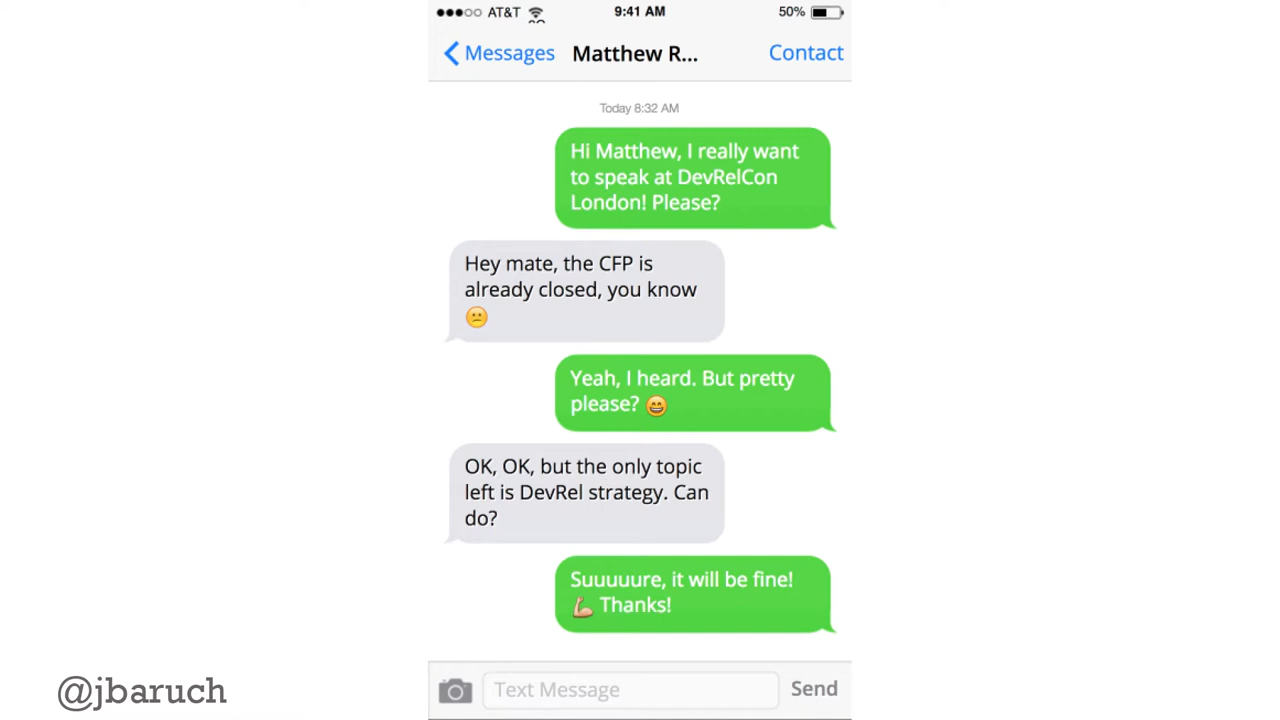 AT&T 9:41 AM 50%
Messages Matthew R... Contact
Today 8:32 AM
Hi Matthew, I really want
to speak at DevRelCon
London! Please?
Hey mate, the CFP is
already closed, you know
😕
Yeah, I heard. But pretty
please? 😄
OK, OK, but the only topic
left is DevRel strategy. Can
do?
Suuuuure, it will be fine!
💪 Thanks!
Text Message Send
@jbaruch